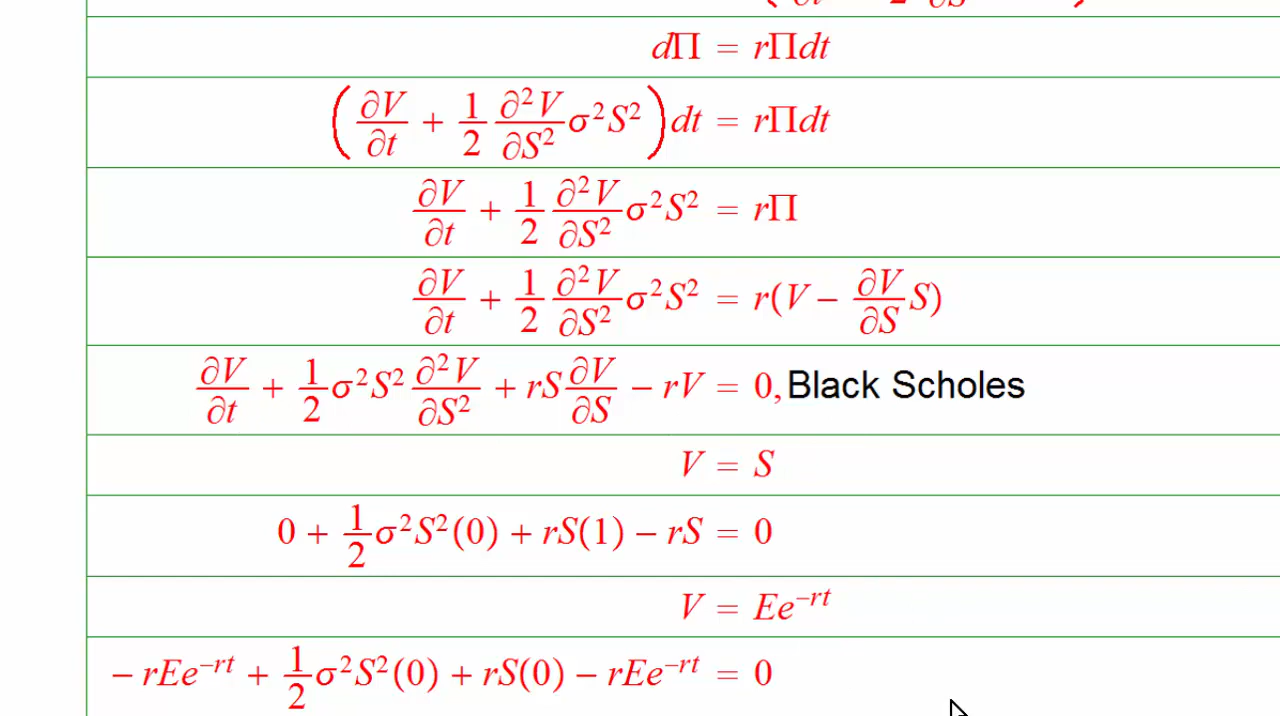 dΠ = rΠdt
(∂V/∂t + 1/2 ∂²V/∂S² σ²S²)dt = rΠdt
∂V/∂t + 1/2 ∂²V/∂S² σ²S² = rΠ
∂V/∂t + 1/2 ∂²V/∂S² σ²S² = r(V − ∂V/∂S S)
∂V/∂t + 1/2 σ²S² ∂²V/∂S² + rS ∂V/∂S − rV = 0, Black Scholes
V = S
0 + 1/2 σ²S²(0) + rS(1) − rS = 0
V = Ee^−rt
− rEe^−rt + 1/2 σ²S²(0) + rS(0) − rEe^−rt = 0